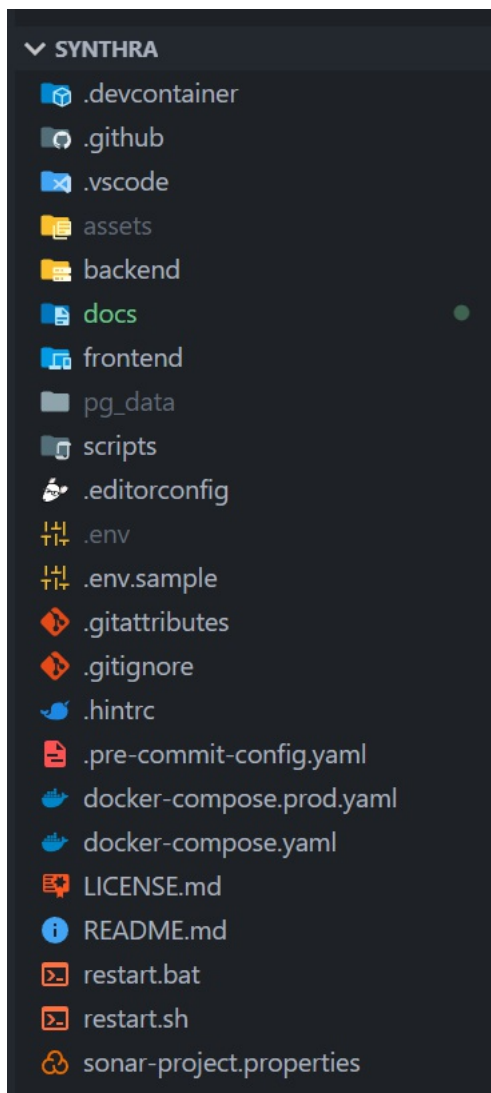 SYNTHRA
.devcontainer
.github
.vscode
assets
backend
docs
frontend
pg_data
scripts
.editorconfig
.env
.env.sample
.gitattributes
.gitignore
.hintrc
.pre-commit-config.yaml
docker-compose.prod.yaml
docker-compose.yaml
LICENSE.md
README.md
restart.bat
restart.sh
sonar-project.properties